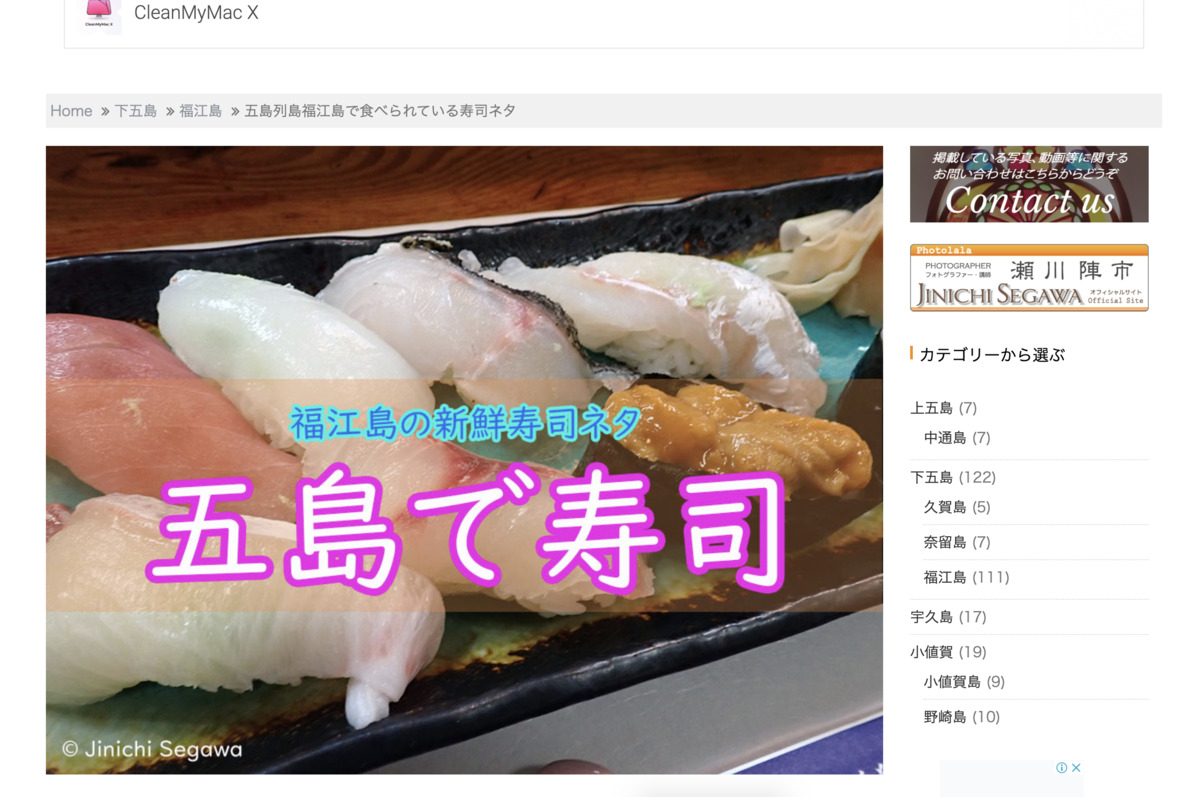 CleanMyMac X
CleanMyMac X
Home » 下五島 » 福江島 » 五島列島福江島で食べられている寿司ネタ
福江島の新鮮寿司ネタ
五島で寿司
© Jinichi Segawa
掲載している写真、動画等に関する
お問い合わせはこちらからどうぞ
Contact us
Photolala
PHOTOGRAPHER
フォトグラファー・講師
瀬川陣市
JINICHI SEGAWA
オフィシャルサイト
Official Site
カテゴリーから選ぶ
上五島 (7)
中通島 (7)
下五島 (122)
久賀島 (5)
奈留島 (7)
福江島 (111)
宇久島 (17)
小値賀 (19)
小値賀島 (9)
野崎島 (10)